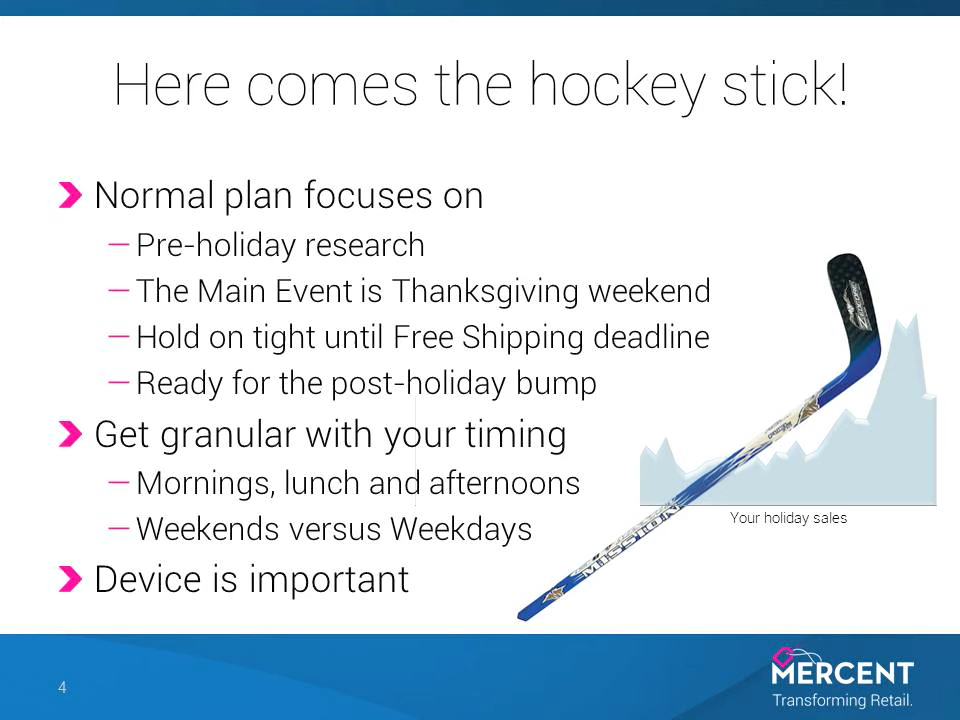 Here comes the hockey stick!
Normal plan focuses on
– Pre-holiday research
– The Main Event is Thanksgiving weekend
– Hold on tight until Free Shipping deadline
– Ready for the post-holiday bump
Get granular with your timing
– Mornings, lunch and afternoons
– Weekends versus Weekdays
Device is important
MISSION
Your holiday sales
4
MERCENT
Transforming Retail.